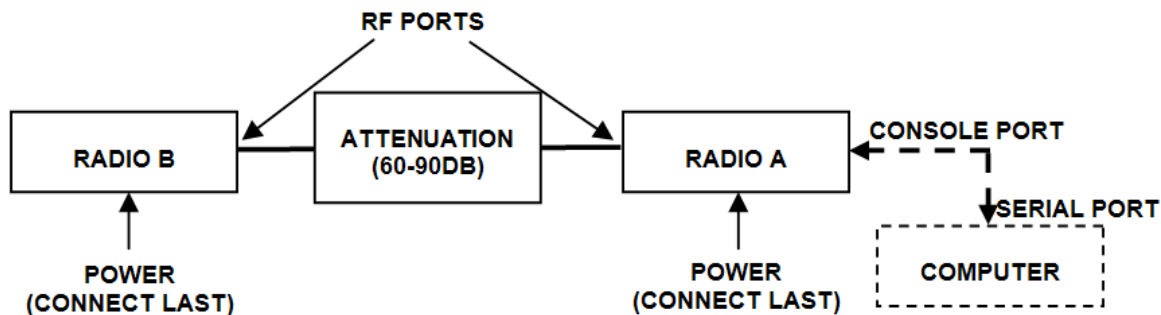 RF PORTS
RADIO B
ATTENUATION
(60-90DB)
RADIO A
CONSOLE PORT
SERIAL PORT
COMPUTER
POWER
(CONNECT LAST)
POWER
(CONNECT LAST)